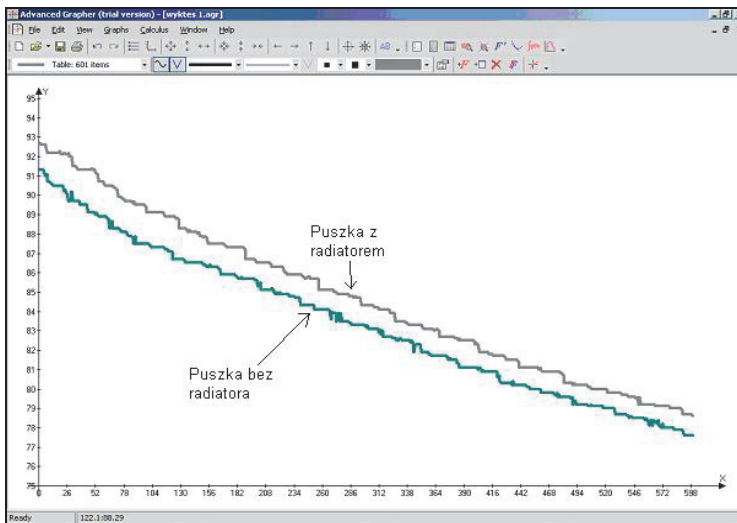 Advanced Grapher (trial version) - [wyktes 1.agr]
File Edit View Graphs Calculus Window Help
Table: 601 items
Y
95
94
93
92
91
90
89
88
87
86
85
84
83
82
81
80
79
78
77
76
75
Puszka z
radiatorem
Puszka bez
radiatora
X
0 26 52 78 104 130 156 182 208 234 260 286 312 338 364 390 416 442 468 494 520 546 572 598
Ready 122.1:88.29